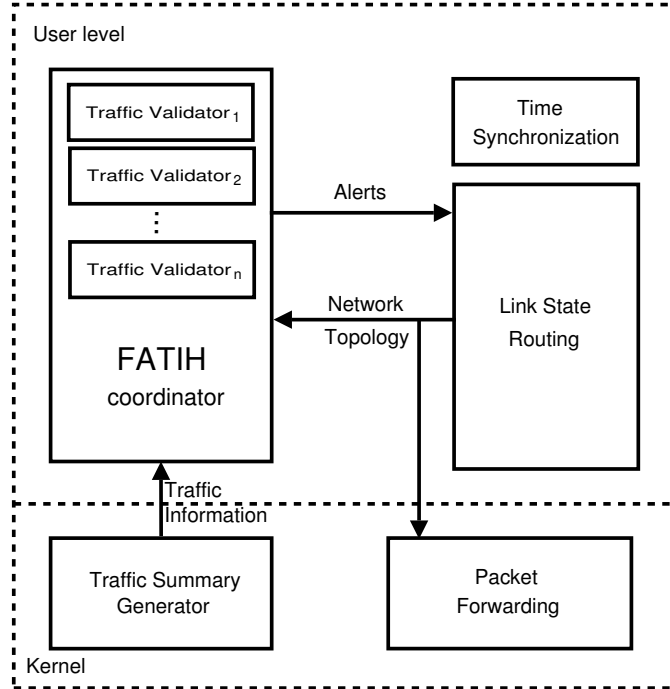 User level
Traffic Validator1
Traffic Validator2
Traffic Validatorn
FATIH
coordinator
Time
Synchronization
Alerts
Network
Topology
Link State
Routing
Traffic
Information
Traffic Summary
Generator
Packet
Forwarding
Kernel